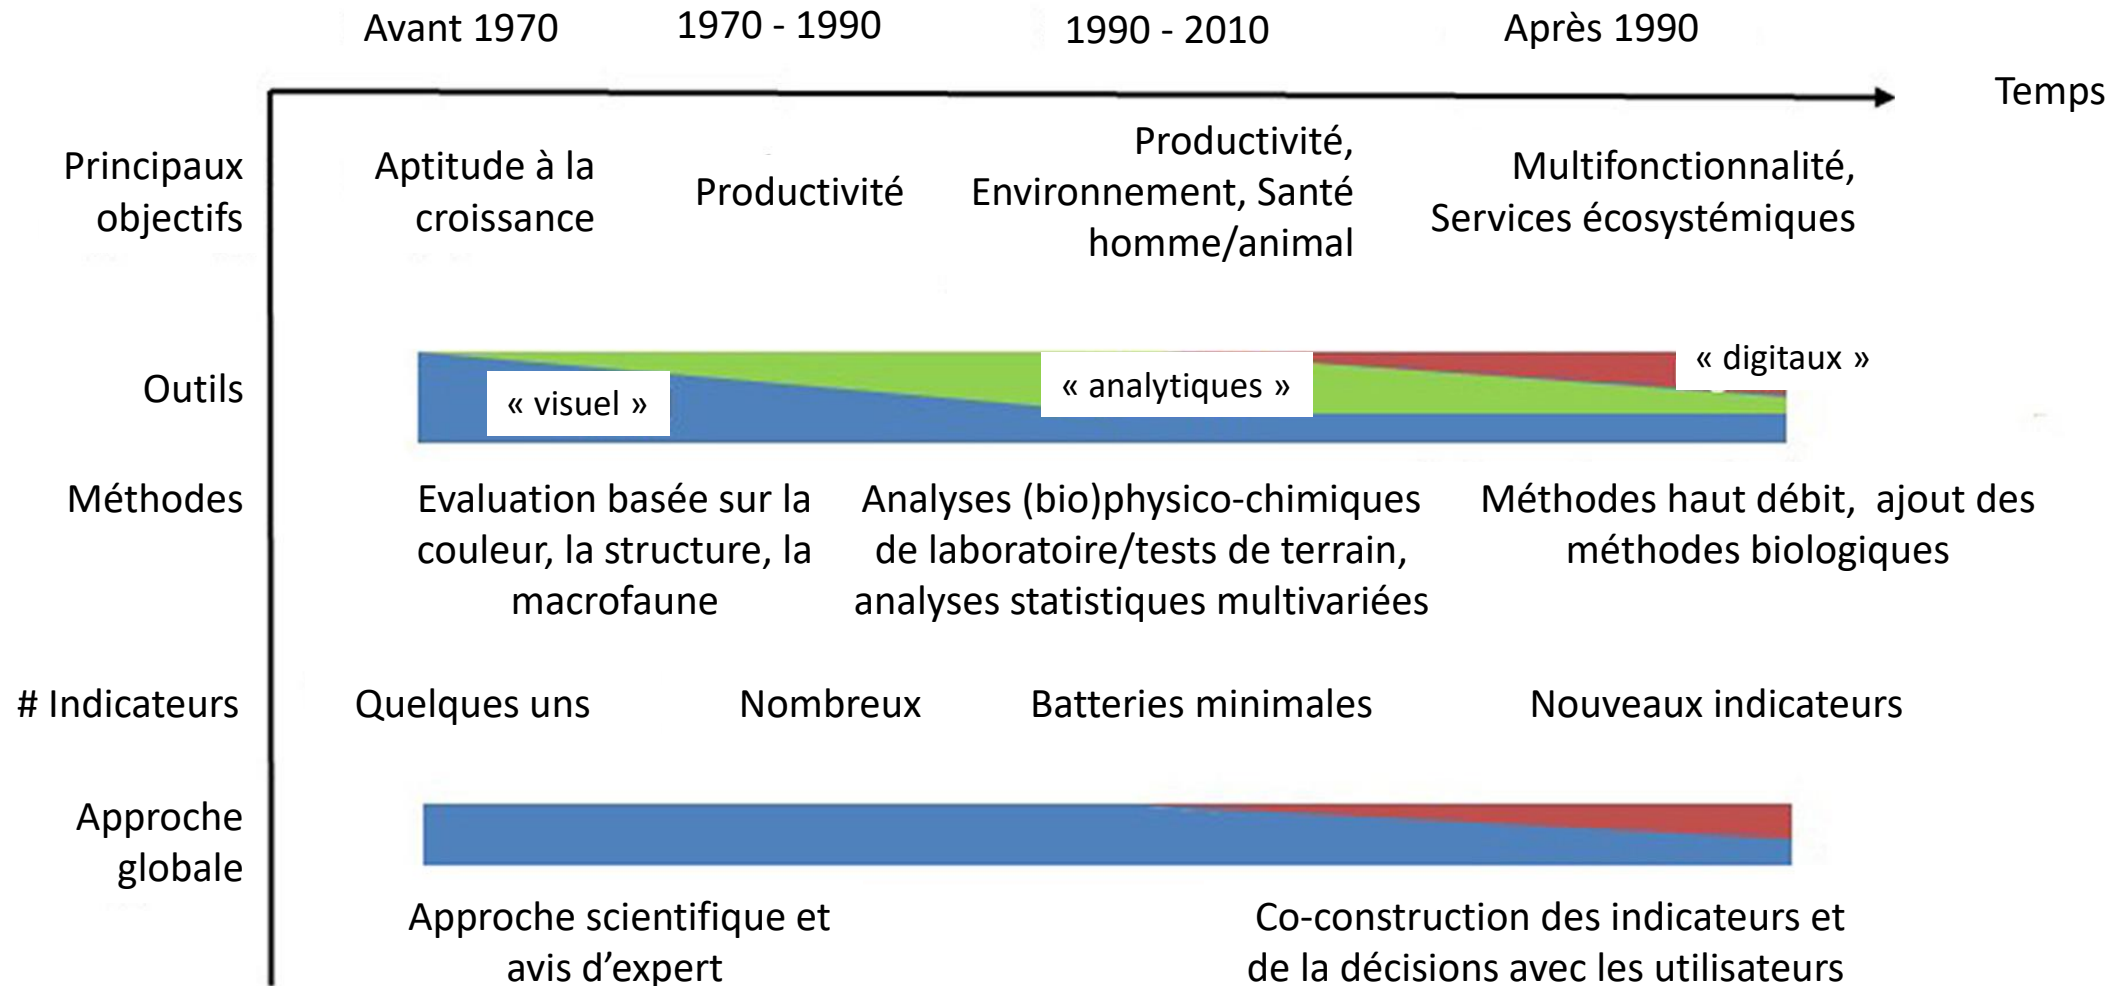 Avant 1970
1970 - 1990
1990 - 2010
Après 1990
Temps
Principaux
objectifs
Aptitude à la
croissance
Productivité
Productivité,
Environnement, Santé
homme/animal
Multifonctionnalité,
Services écosystémiques
Outils
« visuel »
« analytiques »
« digitaux »
Méthodes
Evaluation basée sur la
couleur, la structure, la
macrofaune
Analyses (bio)physico-chimiques
de laboratoire/tests de terrain,
analyses statistiques multivariées
Méthodes haut débit, ajout des
méthodes biologiques
# Indicateurs
Quelques uns
Nombreux
Batteries minimales
Nouveaux indicateurs
Approche
globale
Approche scientifique et
avis d’expert
Co-construction des indicateurs et
de la décisions avec les utilisateurs